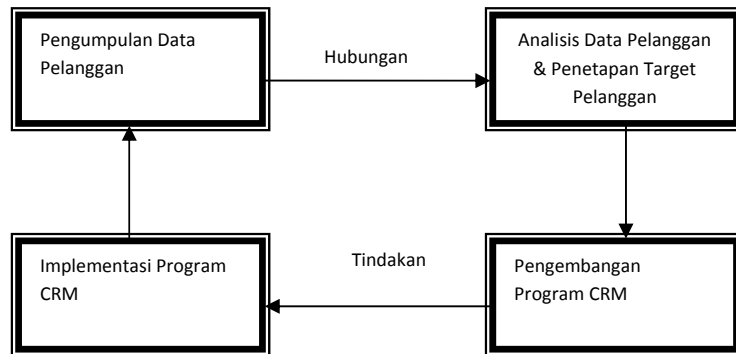 Pengumpulan Data
Pelanggan
Hubungan
Analisis Data Pelanggan
& Penetapan Target
Pelanggan
Implementasi Program
CRM
Tindakan
Pengembangan
Program CRM